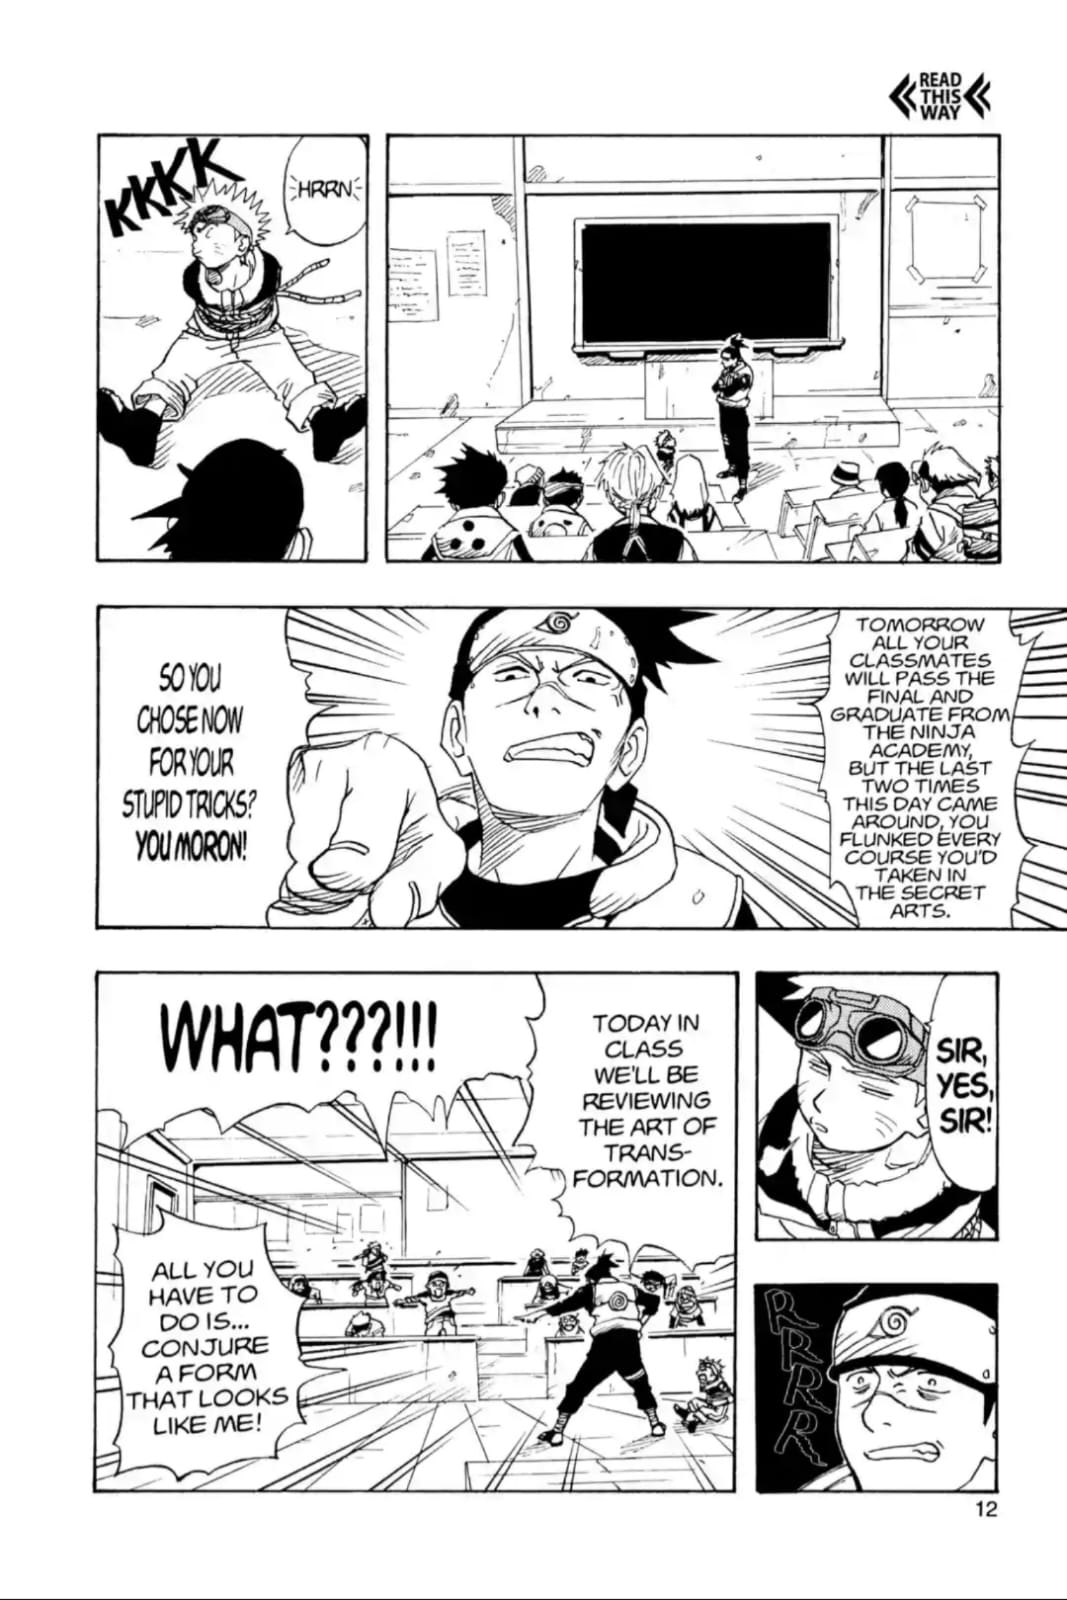 READ
THIS
WAY
HRRN
KKKK
TOMORROW
ALL YOUR
CLASSMATES
WILL PASS THE
FINAL AND
GRADUATE FROM
THE NINJA
ACADEMY,
BUT THE LAST
TWO TIMES
THIS DAY CAME
AROUND, YOU
FLUNKED EVERY
COURSE YOU'D
TAKEN IN
THE SECRET
ARTS.
SO YOU
CHOSE NOW
FOR YOUR
STUPID TRICKS?
YOU MORON!
SIR,
YES,
SIR!
RRRR
TODAY IN
CLASS
WE'LL BE
REVIEWING
THE ART OF
TRANS-
FORMATION.
WHAT???!!!
ALL YOU
HAVE TO
DO IS...
CONJURE
A FORM
THAT LOOKS
LIKE ME!
12